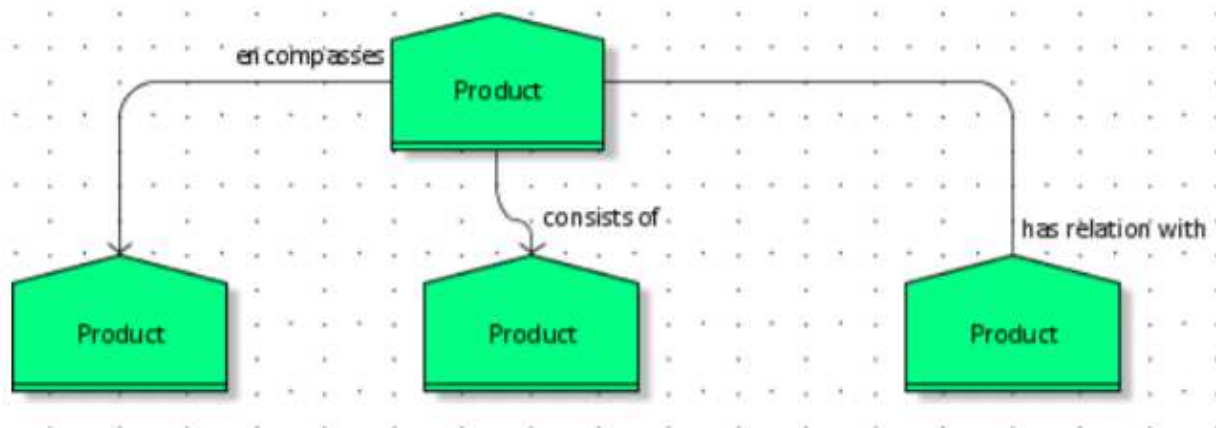 encompasses
Product
consists of
has relation with
Product
Product
Product